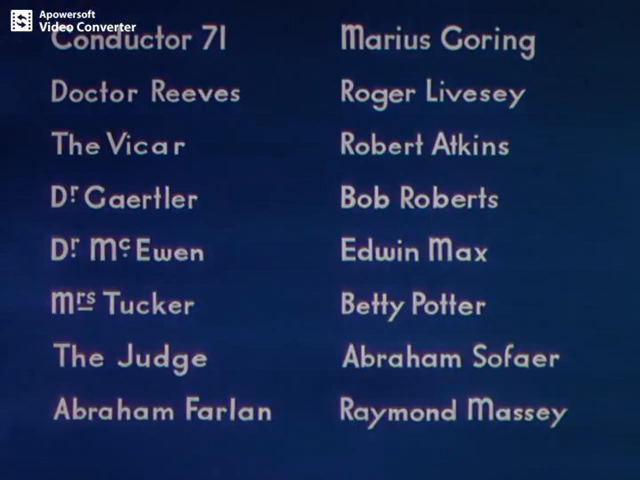 Apowersoft
Video Converter
Conductor 71 Marius Goring
Doctor Reeves Roger Livesey
The Vicar Robert Atkins
Dr Gaertler Bob Roberts
Dr McEwen Edwin Max
Mrs Tucker Betty Potter
The Judge Abraham Sofaer
Abraham Farlan Raymond Massey